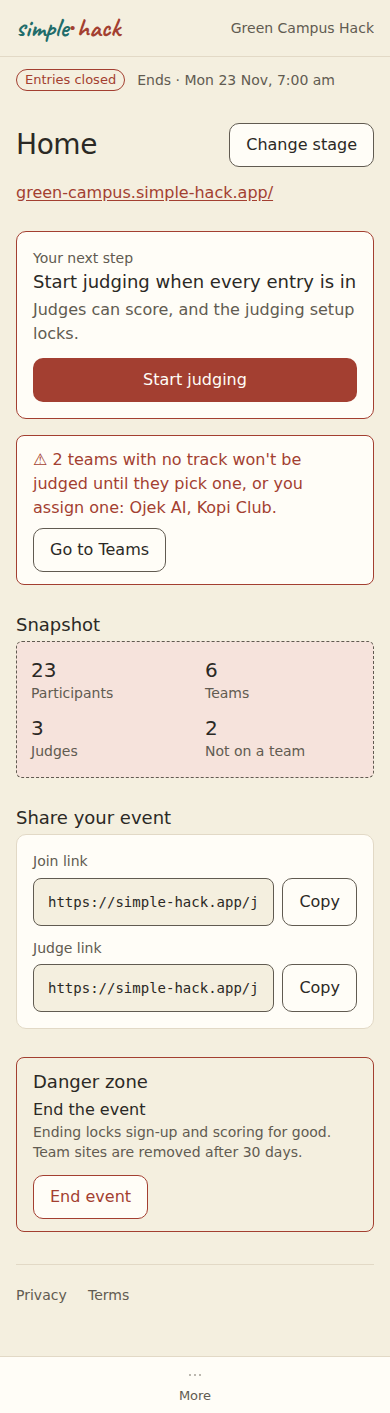 simple•hack
Green Campus Hack
Entries closed
Ends · Mon 23 Nov, 7:00 am
Home
Change stage
green-campus.simple-hack.app/
Your next step
Start judging when every entry is in
Judges can score, and the judging setup
locks.
Start judging
⚠ 2 teams with no track won't be
judged until they pick one, or you
assign one: Ojek AI, Kopi Club.
Go to Teams
Snapshot
23
Participants
6
Teams
3
Judges
2
Not on a team
Share your event
Join link
https://simple-hack.app/j
Copy
Judge link
https://simple-hack.app/j
Copy
Danger zone
End the event
Ending locks sign-up and scoring for good.
Team sites are removed after 30 days.
End event
Privacy
Terms
…
More